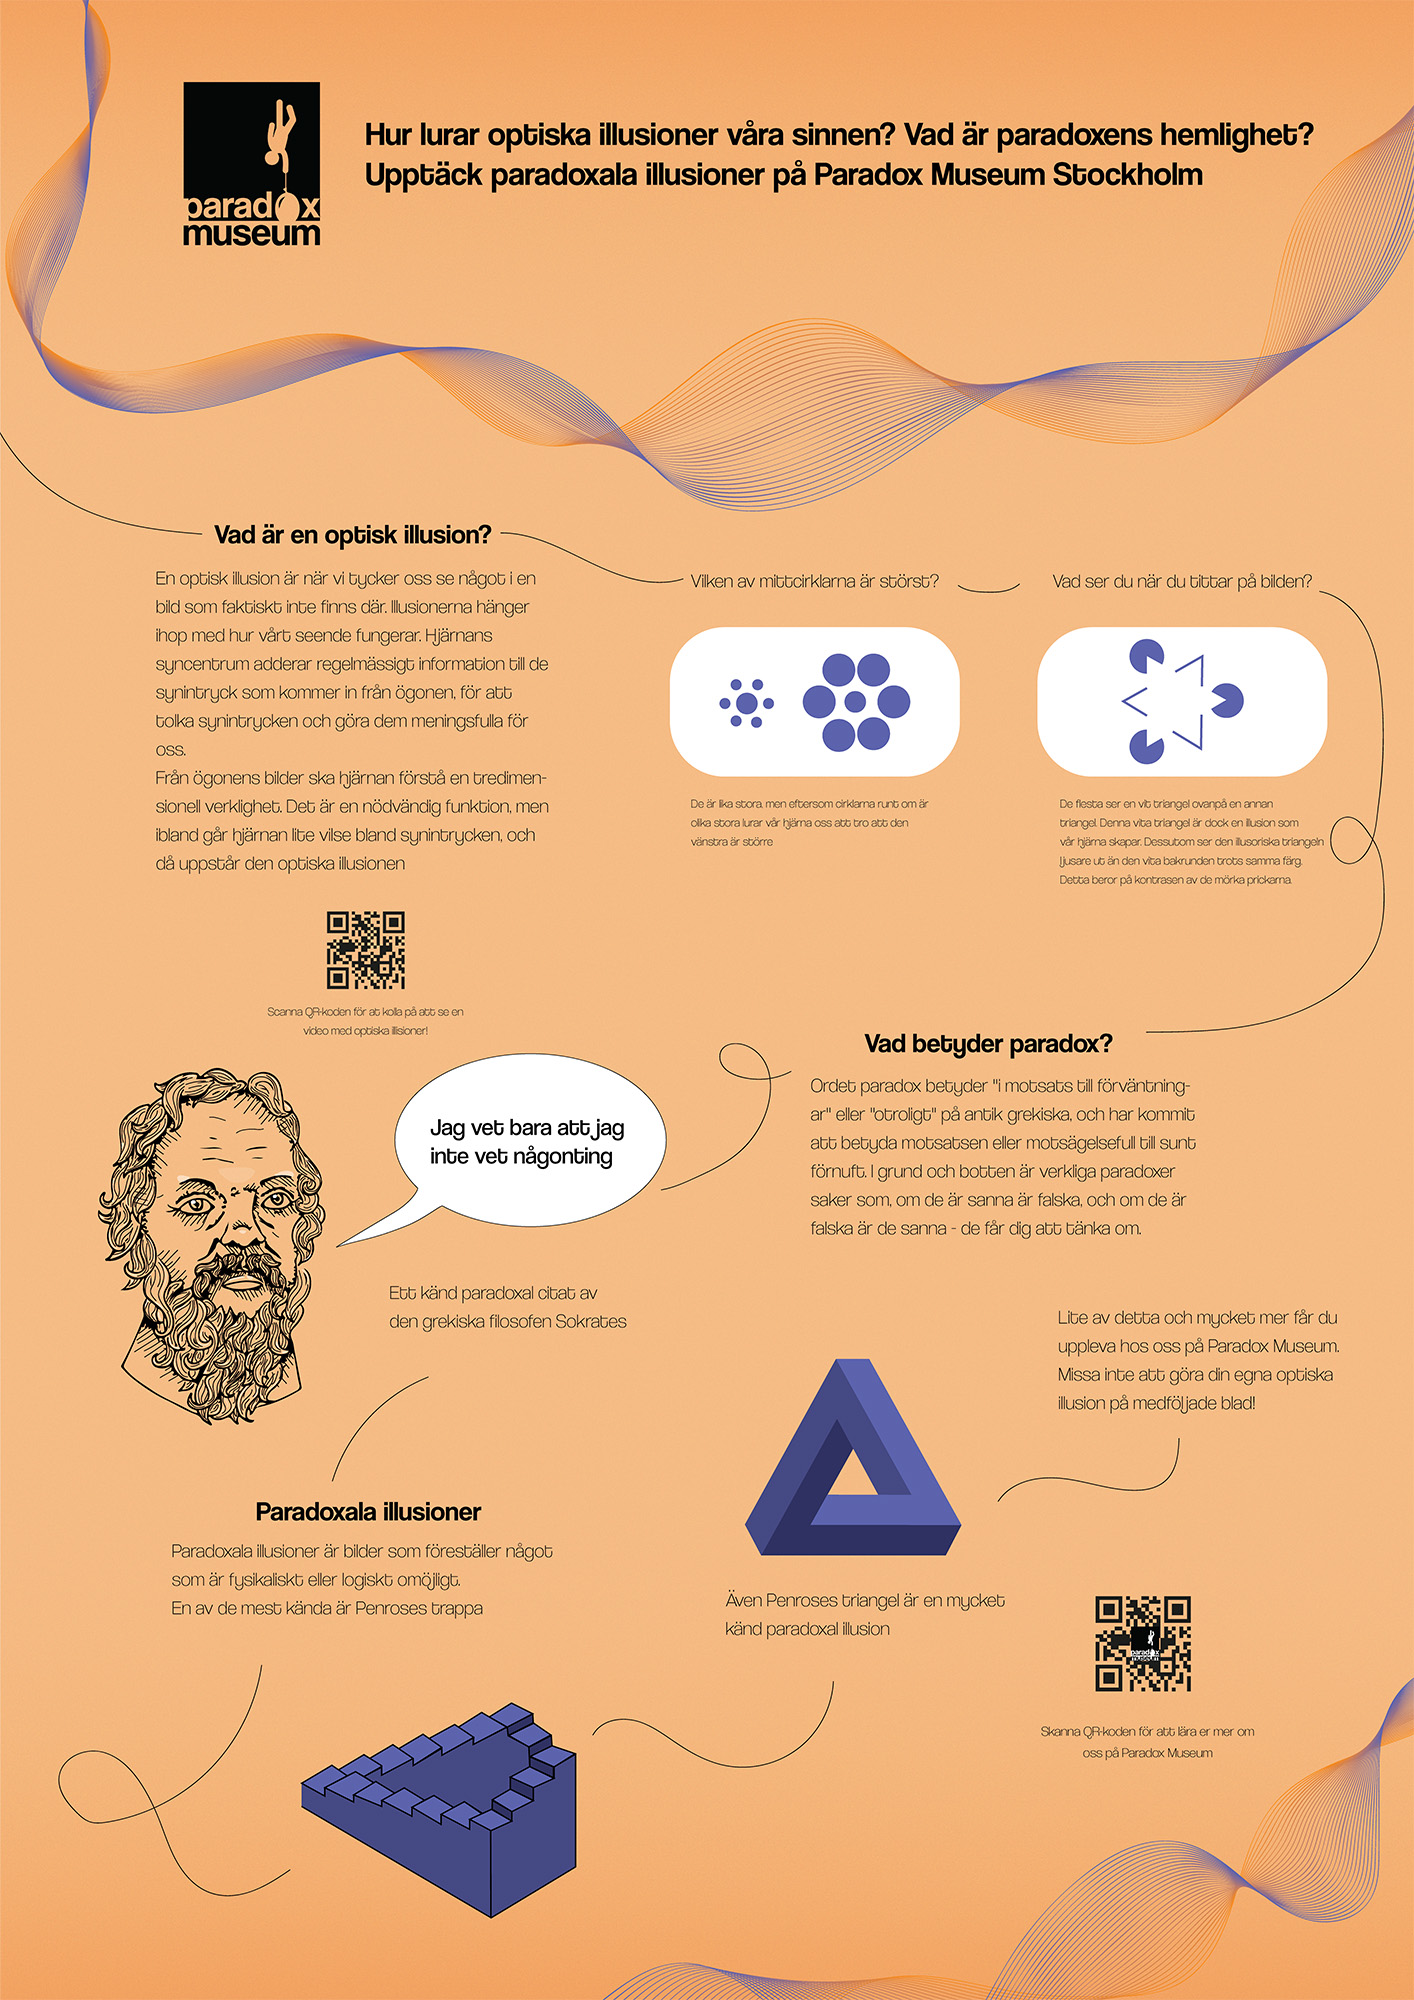 paradox
museum
Hur lurar optiska illusioner våra sinnen? Vad är paradoxens hemlighet?
Upptäck paradoxala illusioner på Paradox Museum Stockholm
Vad är en optisk illusion?
En optisk illusion är när vi tycker oss se något i en
bild som faktiskt inte finns där. Illusionerna hänger
ihop med hur vårt seende fungerar. Hjärnans
syncentrum adderar regelmässigt information till de
synintryck som kommer in från ögonen, för att
tolka synintrycken och göra dem meningsfulla för
oss.
Från ögonens bilder ska hjärnan förstå en tredimen-
sionell verklighet. Det är en nödvändig funktion, men
ibland går hjärnan lite vilse bland synintrycken, och
då uppstår den optiska illusionen
Scanna QR-koden för at kolla på att se en
video med optiska illisioner!
Vilken av mittcirklarna är störst?
De är lika stora, men eftersom cirklarna runt om är
olika stora lurar vår hjärna oss att tro att den
vänstra är större
Vad ser du när du tittar på bilden?
De flesta ser en vit triangel ovanpå en annan
triangel. Denna vita triangel är dock en illusion som
vår hjärna skapar. Dessutom ser den illusoriska triangeln
ljusare ut än den vita bakrunden trots samma färg.
Detta beror på kontrasen av de mörka prickarna.
Vad betyder paradox?
Ordet paradox betyder "i motsats till förväntning-
ar" eller "otroligt" på antik grekiska, och har kommit
att betyda motsatsen eller motsägelsefull till sunt
förnuft. I grund och botten är verkliga paradoxer
saker som, om de är sanna är falska, och om de är
falska är de sanna - de får dig att tänka om.
Jag vet bara att jag
inte vet någonting
Ett känd paradoxal citat av
den grekiska filosofen Sokrates
Paradoxala illusioner
Paradoxala illusioner är bilder som föreställer något
som är fysikaliskt eller logiskt omöjligt.
En av de mest kända är Penroses trappa
Även Penroses triangel är en mycket
känd paradoxal illusion
Lite av detta och mycket mer får du
uppleva hos oss på Paradox Museum.
Missa inte att göra din egna optiska
illusion på medföljade blad!
paradox
museum
Skanna QR-koden för att lära er mer om
oss på Paradox Museum